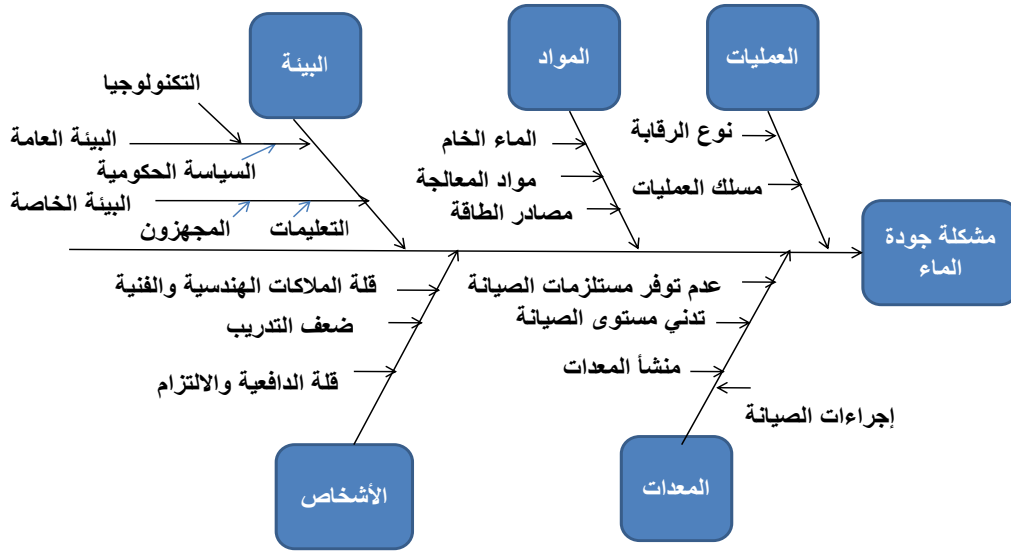 العمليات
المواد
البيئة
نوع الرقابة
مسلك العمليات
الماء الخام
مواد المعالجة
مصادر الطاقة
التكنولوجيا
البيئة العامة
السياسة الحكومية
البيئة الخاصة
التعليمات
المجهزون
مشكلة جودة
الماء
عدم توفر مستلزمات الصيانة
تدني مستوى الصيانة
منشأ المعدات
إجراءات الصيانة
قلة الملاكات الهندسية والفنية
ضعف التدريب
قلة الدافعية والالتزام
المعدات
الأشخاص